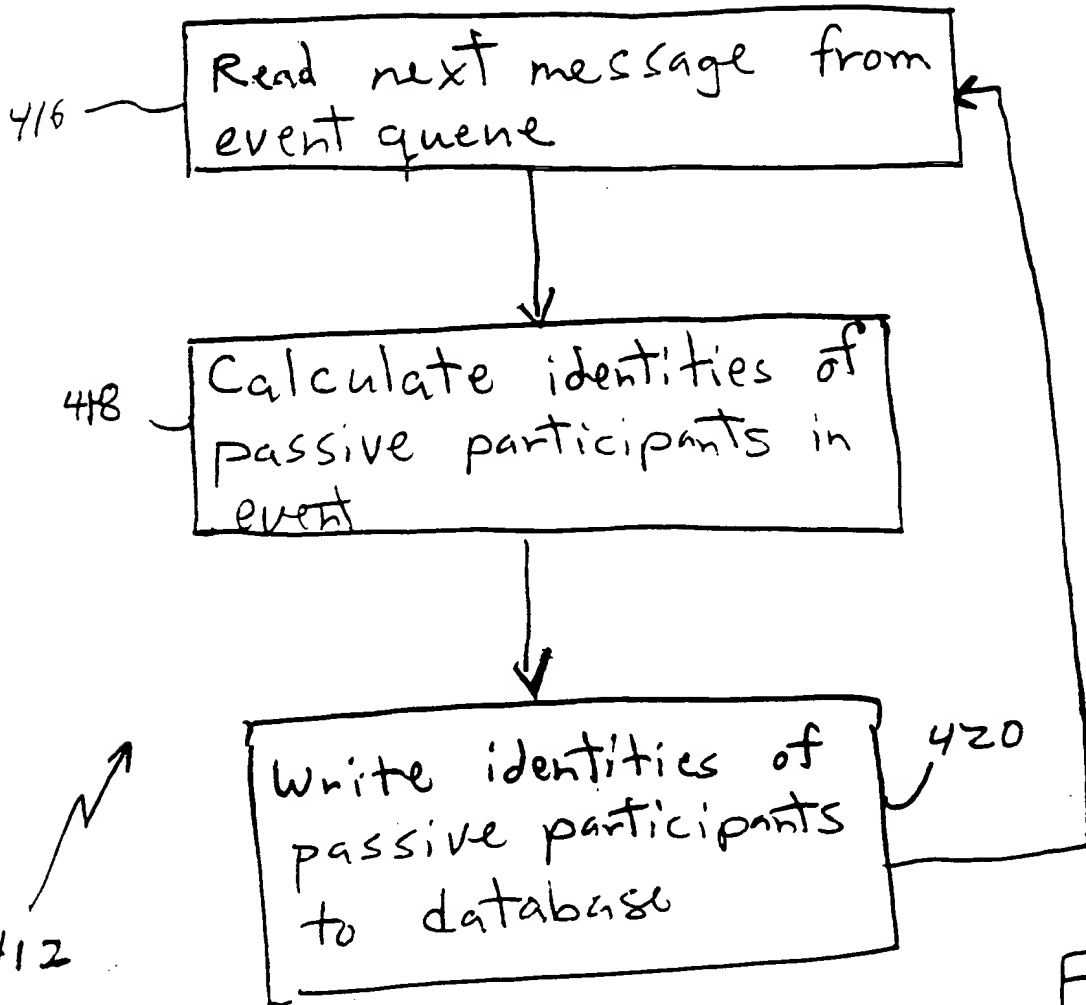 Read next message from
event queue
416
Calculate identities of
passive participants in
event
418
Write identities of
passive participants
to database
420
412